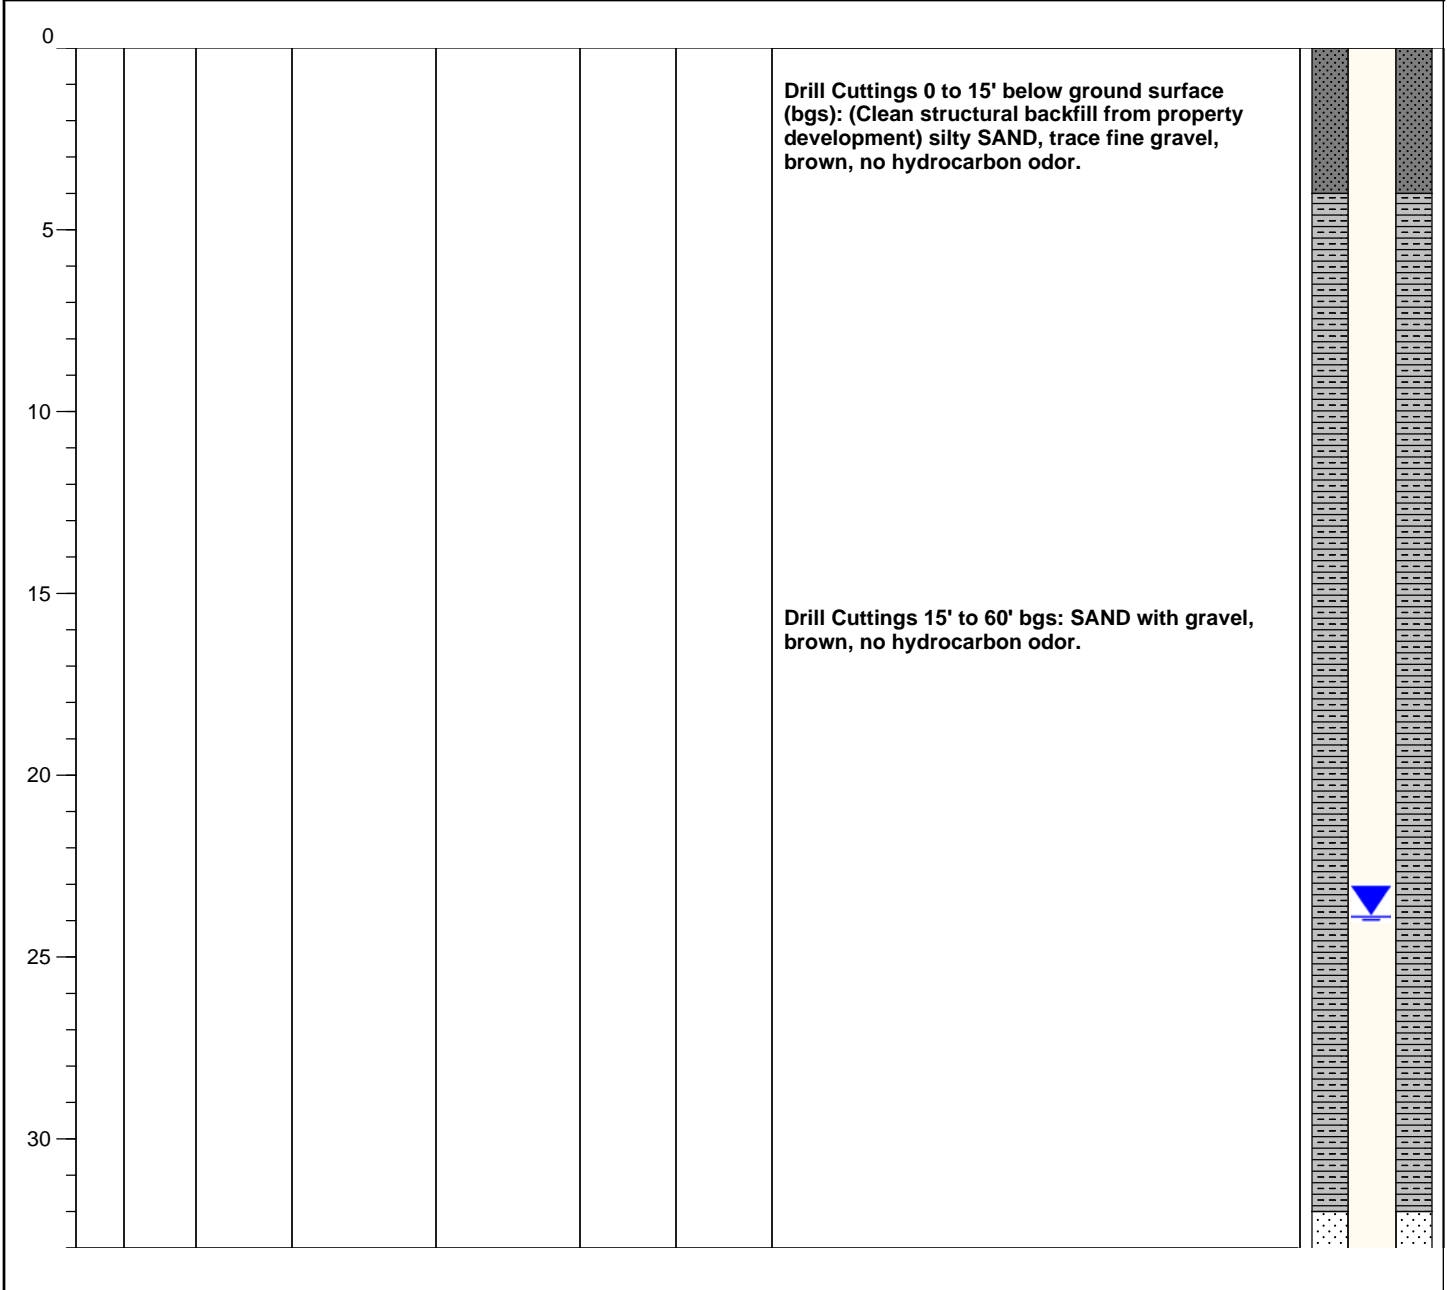 0
Drill Cuttings 0 to 15' below ground surface
(bgs): (Clean structural backfill from property
development) silty SAND, trace fine gravel,
brown, no hydrocarbon odor.
5
10
15
Drill Cuttings 15' to 60' bgs: SAND with gravel,
brown, no hydrocarbon odor.
20
25
30